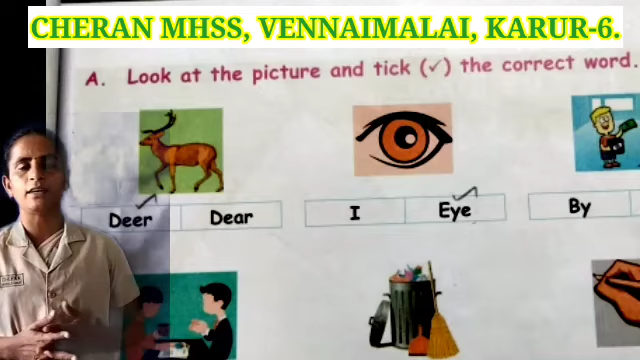 CHERAN MHSS, VENNAIMALAI, KARUR-6.
A. Look at the picture and tick (✓) the correct word.
Deer Dear I Eye By